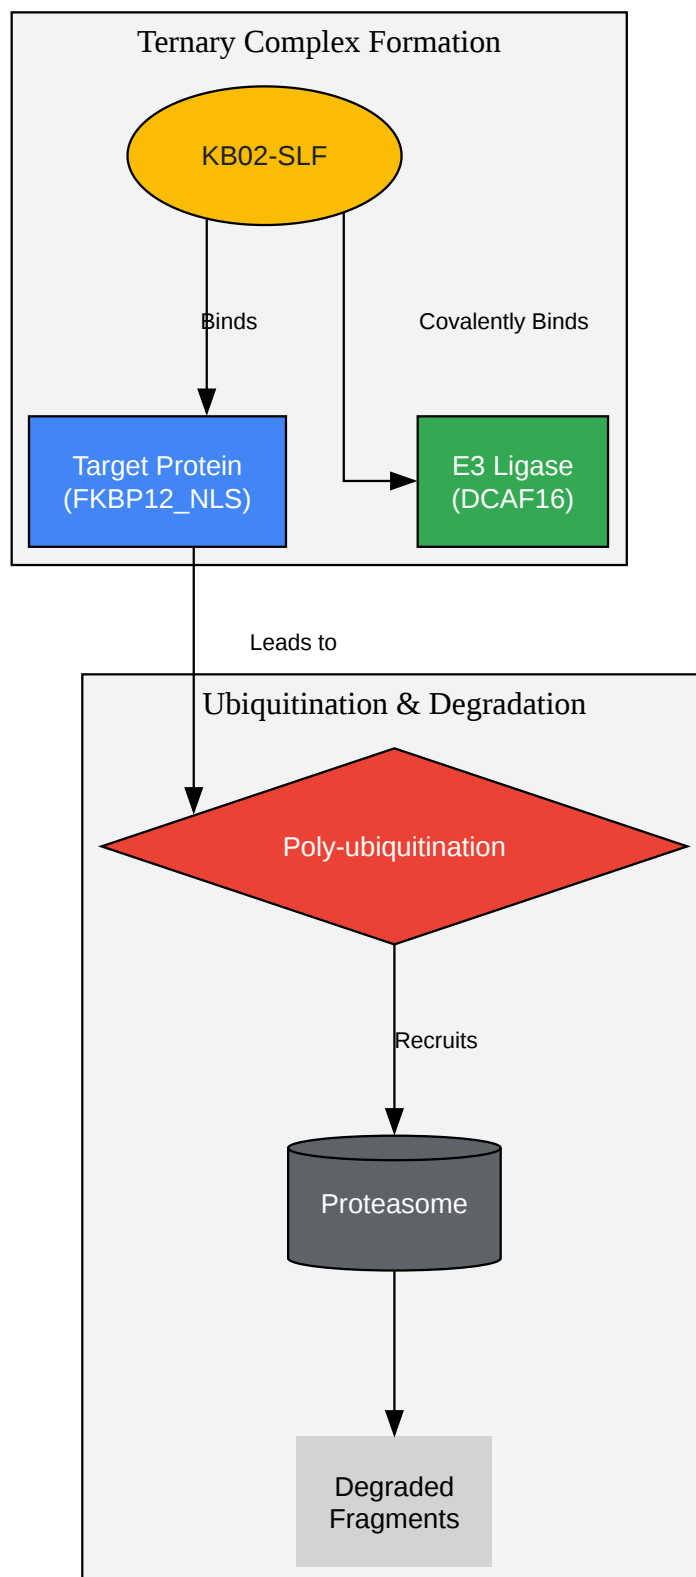 Ternary Complex Formation
KB02-SLF
Binds
Covalently Binds
Target Protein
(FKBP12_NLS)
E3 Ligase
(DCAF16)
Leads to
Ubiquitination & Degradation
Poly-ubiquitination
Recruits
Proteasome
Degraded
Fragments